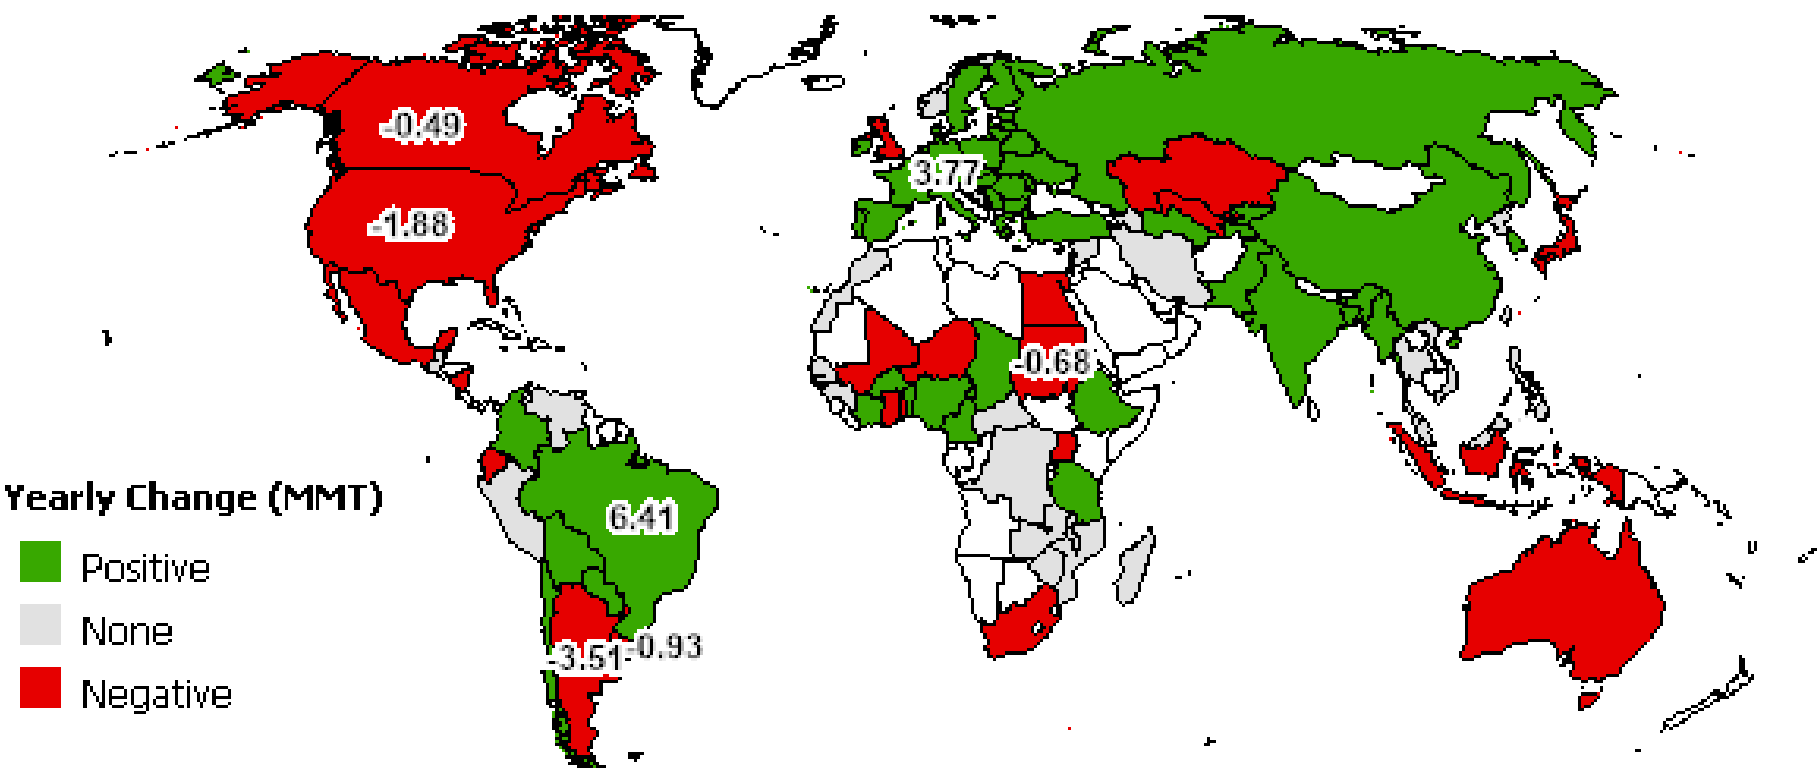 -0.49
3.77
-1.88
-0.68
6.41
-3.51
-0.93
Yearly Change (MMT)
Positive
None
Negative